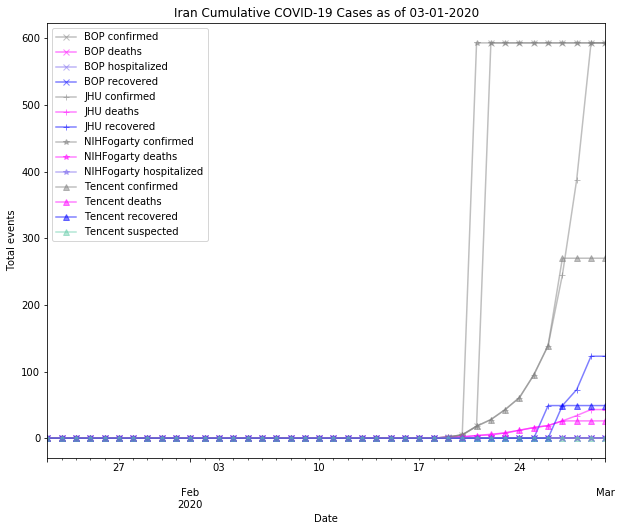 Iran Cumulative COVID-19 Cases as of 03-01-2020
BOP confirmed
BOP deaths
BOP hospitalized
BOP recovered
JHU confirmed
JHU deaths
JHU recovered
NIHFogarty confirmed
NIHFogarty deaths
NIHFogarty hospitalized
Tencent confirmed
Tencent deaths
Tencent recovered
Tencent suspected
Total events
600
500
400
300
200
100
0
27 03 10 17 24
Feb Mar
2020
Date